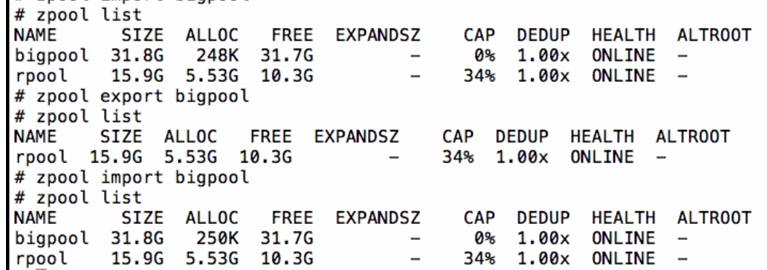 # zpool import bigpool
# zpool list
NAME SIZE ALLOC FREE EXPANDSZ CAP DEDUP HEALTH ALTROOT
bigpool 31.8G 248K 31.7G - 0% 1.00x ONLINE -
rpool 15.9G 5.53G 10.3G - 34% 1.00x ONLINE -
# zpool export bigpool
# zpool list
NAME SIZE ALLOC FREE EXPANDSZ CAP DEDUP HEALTH ALTROOT
rpool 15.9G 5.53G 10.3G - 34% 1.00x ONLINE -
# zpool import bigpool
# zpool list
NAME SIZE ALLOC FREE EXPANDSZ CAP DEDUP HEALTH ALTROOT
bigpool 31.8G 250K 31.7G - 0% 1.00x ONLINE -
rpool 15.9G 5.53G 10.3G - 34% 1.00x ONLINE -